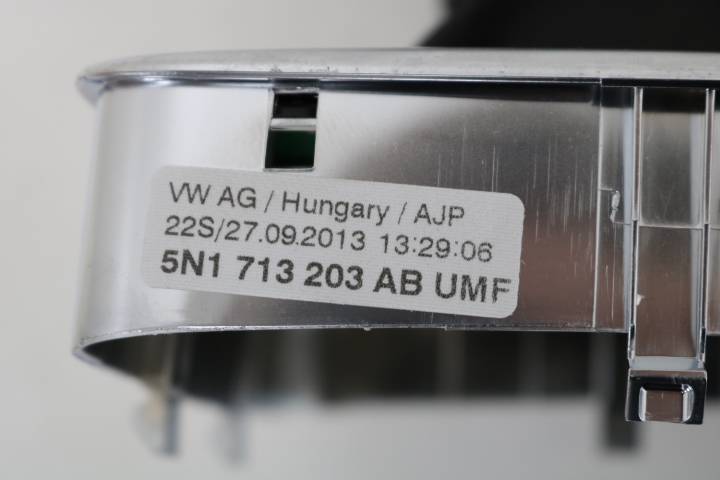 VW AG / Hungary / AJP
22S/27.09.2013 13:29:06
5N1 713 203 AB UMF